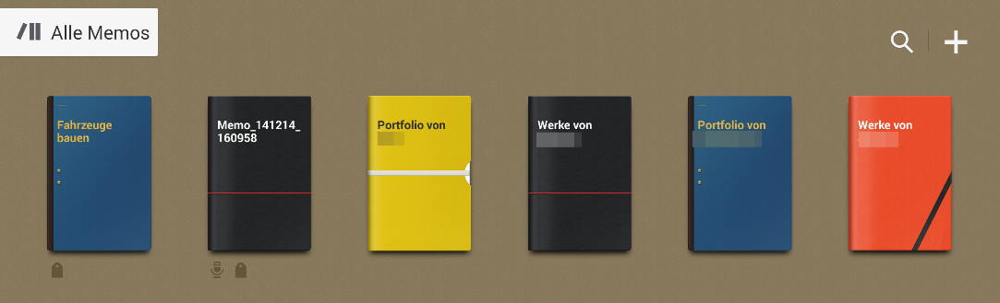 Alle Memos
Fahrzeuge
bauen
Memo_141214_
160958
Portfolio von
Werke von
Portfolio von
Werke von